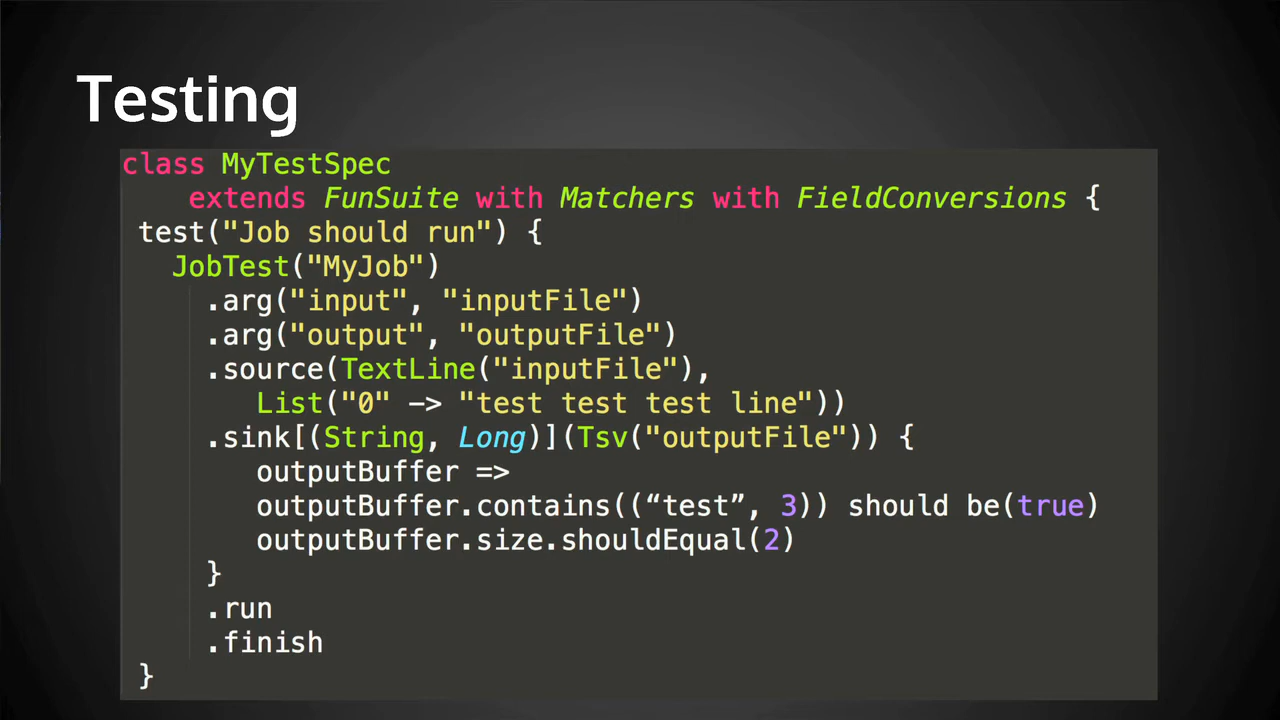 Testing
class MyTestSpec
extends FunSuite with Matchers with FieldConversions {
test("Job should run") {
JobTest("MyJob")
.arg("input", "inputFile")
.arg("output", "outputFile")
.source(TextLine("inputFile"),
List("0" -> "test test test line"))
.sink[(String, Long)](Tsv("outputFile")) {
outputBuffer =>
outputBuffer.contains((“test”, 3)) should be(true)
outputBuffer.size.shouldEqual(2)
}
.run
.finish
}